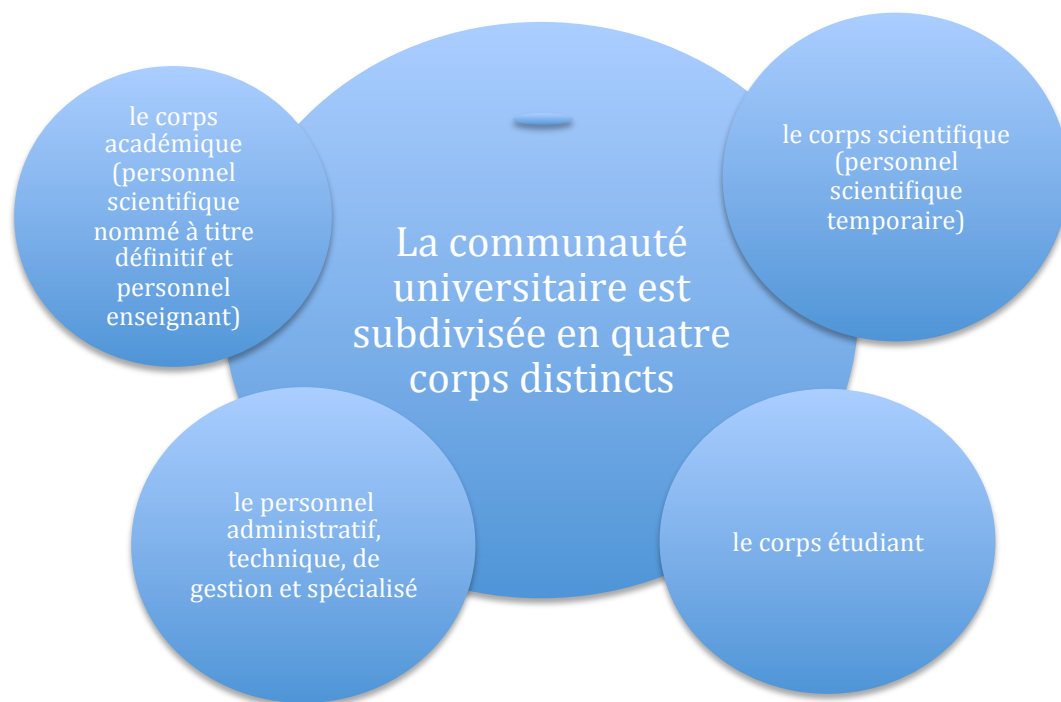 La communauté
universitaire est
subdivisée en quatre
corps distincts
le corps
académique
(personnel
scientifique
nommé à titre
définitif et
personnel
enseignant)
le corps scientifique
(personnel
scientifique
temporaire)
le personnel
administratif,
technique, de
gestion et spécialisé
le corps étudiant